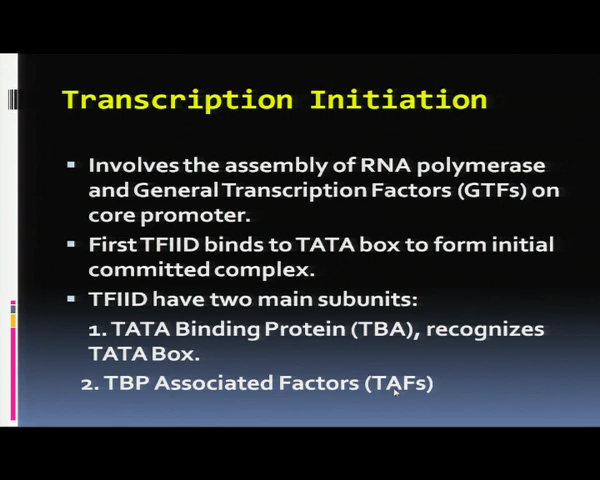 Transcription Initiation
Involves the assembly of RNA polymerase
and General Transcription Factors (GTFs) on
core promoter.
First TFIID binds to TATA box to form initial
committed complex.
TFIID have two main subunits:
1. TATA Binding Protein (TBA), recognizes
TATA Box.
2. TBP Associated Factors (TAFs)